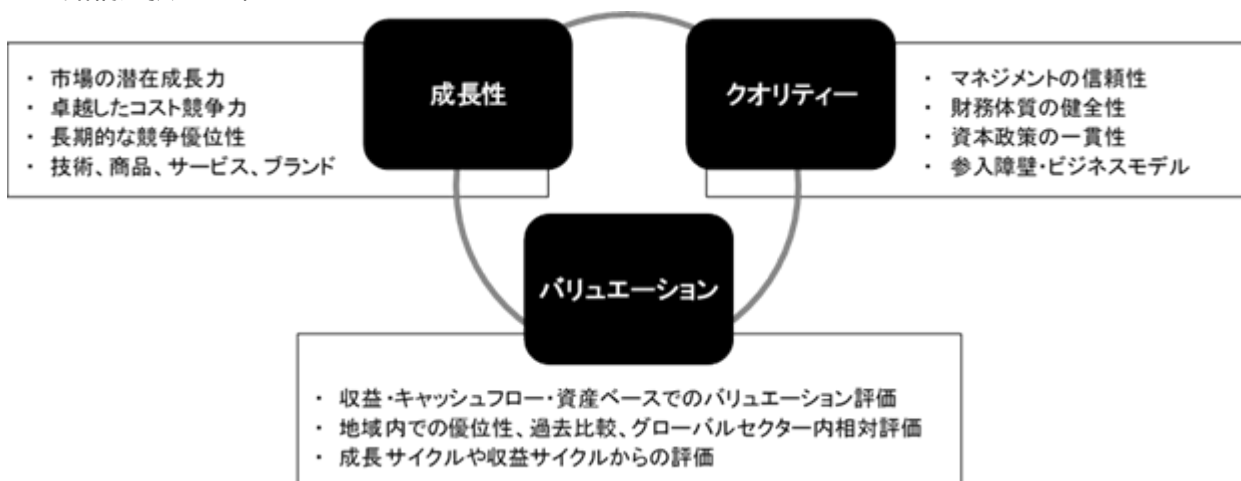 成長性
・ 市場の潜在成長力
・ 卓越したコスト競争力
・ 長期的な競争優位性
・ 技術、商品、サービス、ブランド
クオリティー
・ マネジメントの信頼性
・ 財務体質の健全性
・ 資本政策の一貫性
・ 参入障壁・ビジネスモデル
バリュエーション
・ 収益・キャッシュフロー・資産ベースでのバリュエーション評価
・ 地域内での優位性、過去比較、グローバルセクター内相対評価
・ 成長サイクルや収益サイクルからの評価